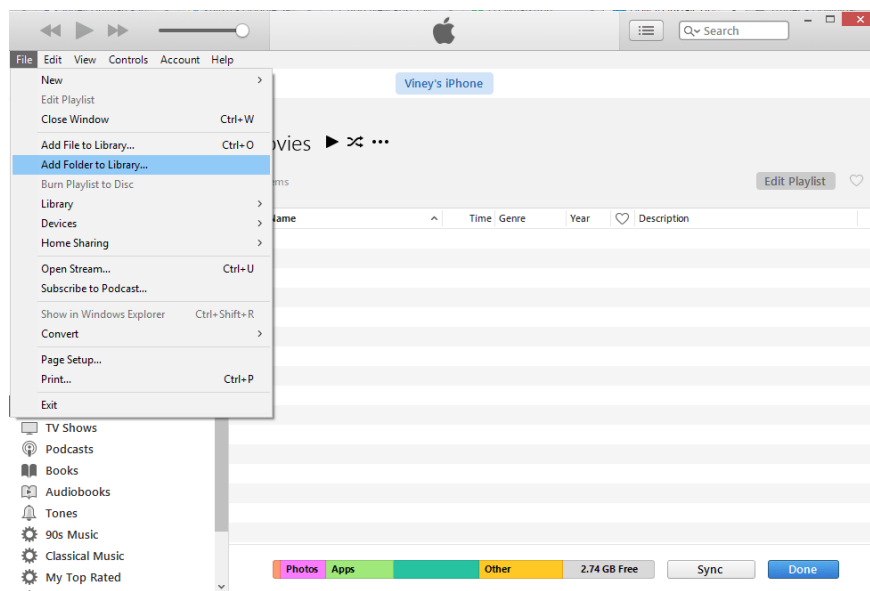 Search
File Edit View Controls Account Help
Viney's iPhone
New
Edit Playlist
Close Window Ctrl+W
Add File to Library... Ctrl+O
Add Folder to Library...
Burn Playlist to Disc
Library
Devices
Home Sharing
Open Stream... Ctrl+U
Subscribe to Podcast...
Show in Windows Explorer Ctrl+Shift+R
Convert
Page Setup...
Print... Ctrl+P
Exit
ovies
ems
Edit Playlist
Name Time Genre Year Description
TV Shows
Podcasts
Books
Audiobooks
Tones
90s Music
Classical Music
My Top Rated
Photos Apps Other 2.74 GB Free Sync Done